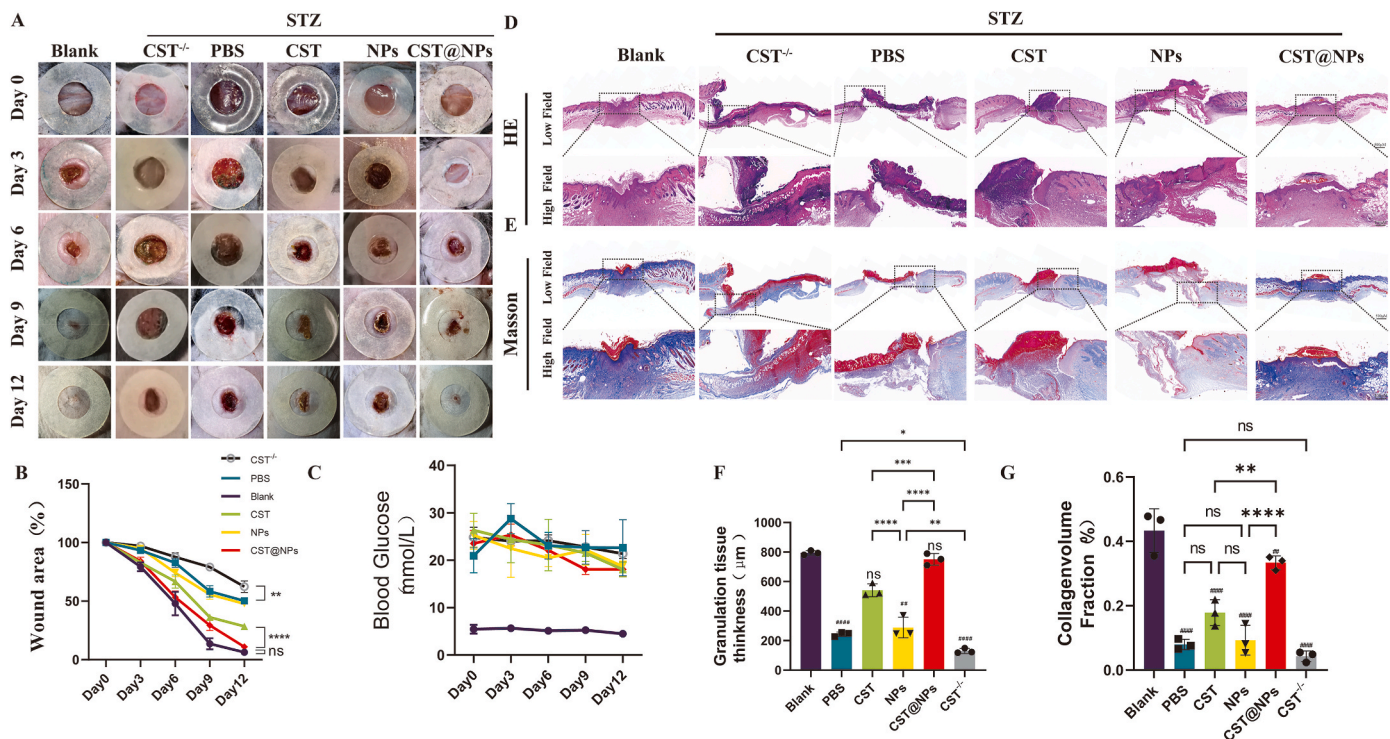 A
STZ
Blank
CST-/-
PBS
CST
NPs
CST@NPs
Day 0
Day 3
Day 6
Day 9
Day 12
D
STZ
Blank
CST-/-
PBS
CST
NPs
CST@NPs
HE
Low Field
High Field
E
Masson
Low Field
High Field
B
Wound area (%)
150
100
50
0
Day0
Day3
Day6
Day9
Day12
CST-/-
PBS
Blank
CST
NPs
CST@NPs
**
****
ns
C
Blood Glucose
40
30
20
10
0
Day0
Day3
Day6
Day9
Day12
F
Granulation tissue
thinkness ( μm )
1000
800
600
400
200
0
*
***
****
****
**
ns
ns
####
##
####
Blank
PBS
CST
NPs
CST@NPs
CST-/-
G
Collagenvolume
Fraction %)
0.6
0.4
0.2
0.0
ns
**
ns
****
ns
ns
##
####
####
####
####
Blank
PBS
CST
NPs
CST@NPs
CST-/-